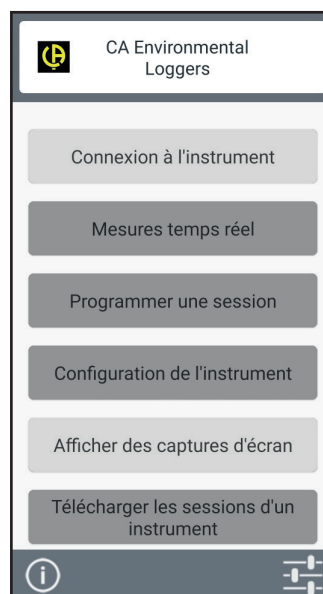 CA Environmental
Loggers
Connexion à l'instrument
Mesures temps réel
Programmer une session
Configuration de l'instrument
Afficher des captures d'écran
Télécharger les sessions d'un
instrument